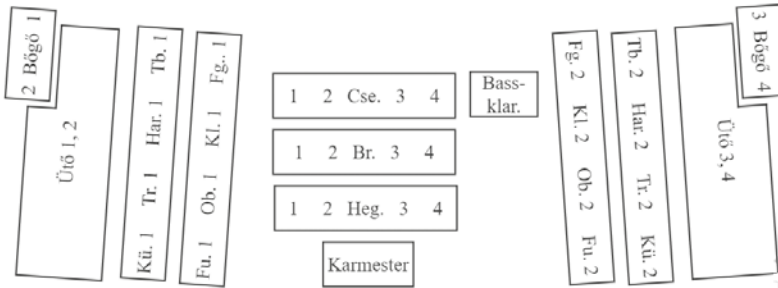 2 Bőgő 1
Ütő 1, 2
Kü. 1 Tr. 1 Har. 1 Tb. 1
Fu. 1 Ob. 1 Kl. 1 Fg.. 1
1 2 Cse. 3 4
Bass-
klar.
1 2 Br. 3 4
1 2 Heg. 3 4
Karmester
Fg. 2 Kl. 2 Ob. 2 Fu. 2
Tb. 2 Har. 2 Tr. 2 Kü. 2
Ütő 3, 4
3 Bőgő 4